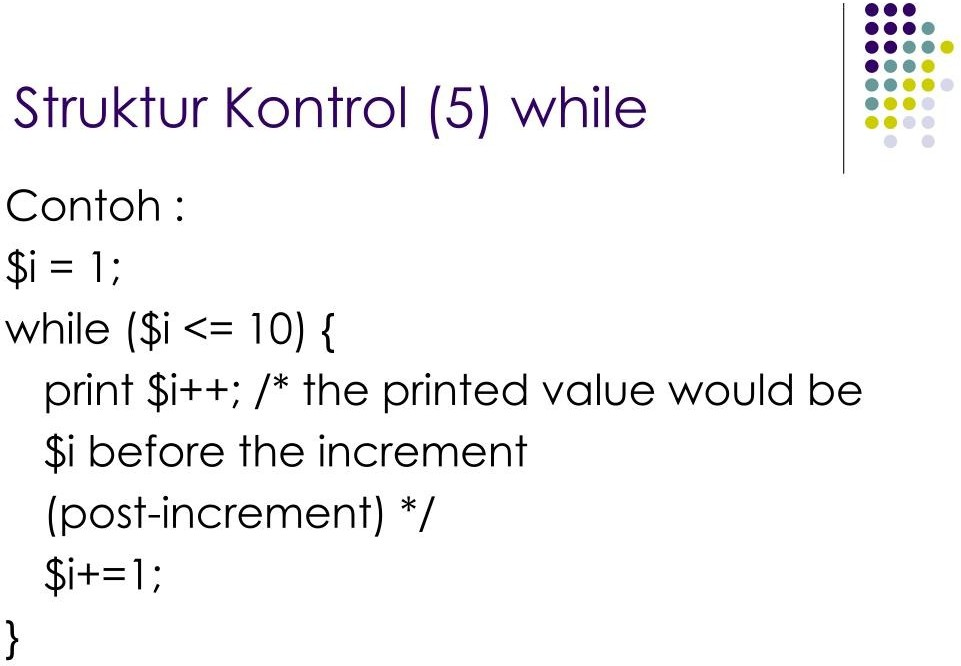 Struktur Kontrol (5) while
Contoh :
$i = 1;
while ($i <= 10) {
print $i++; /* the printed value would be
$i before the increment
(post-increment) */
$i+=1;
}